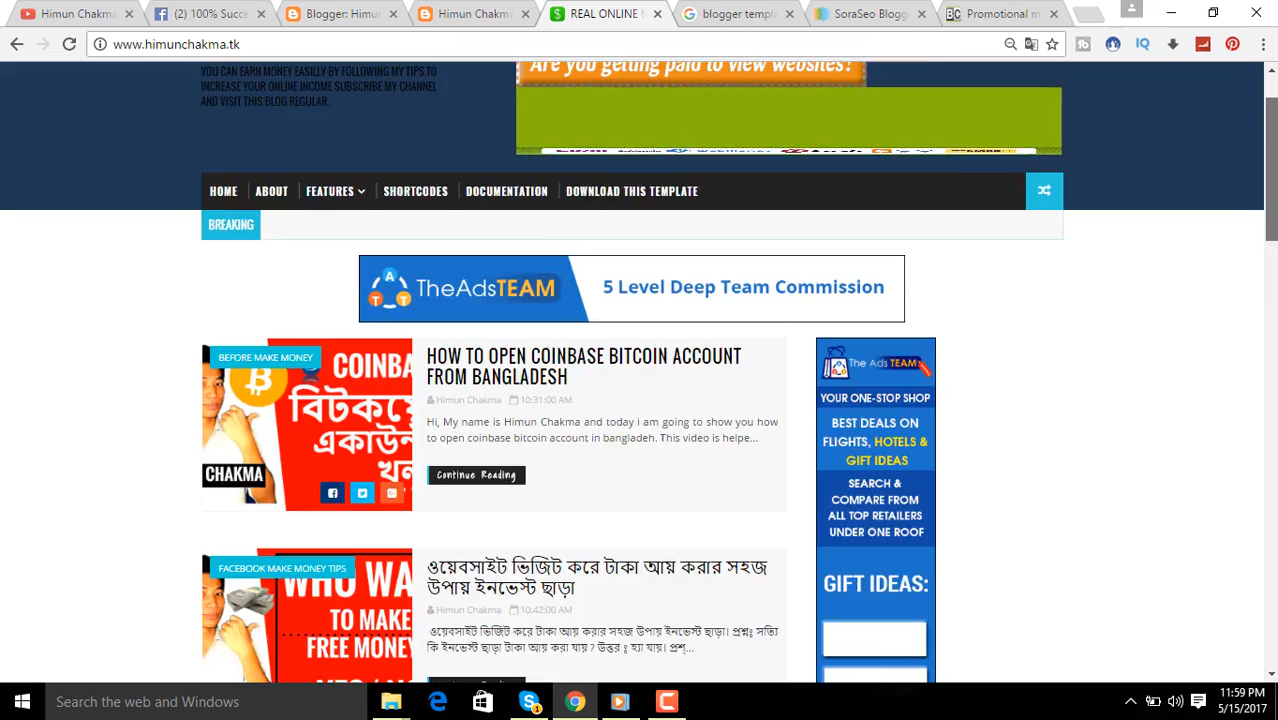 Himun Chakma
(2) 100% Succe
Blogger: Himun
Himun Chakma
REAL ONLINE
blogger templa
SoraSeo Blogg
Promotional m
www.himunchakma.tk
YOU CAN EARN MONEY EASILLY BY FOLLOWING MY TIPS.TO
INCREASE YOUR ONLINE INCOME SUBSCRIBE MY CHANNEL
AND VISIT THIS BLOG REGULAR.
Are you getting paid to view websites?
HOME
ABOUT
FEATURES
SHORTCODES
DOCUMENTATION
DOWNLOAD THIS TEMPLATE
BREAKING
TheAdsTEAM
5 Level Deep Team Commission
BEFORE MAKE MONEY
COINB
বিটকয়ে
একাউন
খন
CHAKMA
HOW TO OPEN COINBASE BITCOIN ACCOUNT
FROM BANGLADESH
Himun Chakma 10:31:00 AM
Hi, My name is Himun Chakma and today i am going to show you how
to open coinbase bitcoin account in bangladeh. This video is helpe...
Continue Reading
FACEBOOK MAKE MONEY TIPS
WHO WA
TO MAKE
FREE MONEY
ওয়েবসাইট ভিজিট করে টাকা আয় করার সহজ
উপায় ইনভেস্ট ছাড়া
Himun Chakma 10:42:00 AM
ওয়েবসাইট ভিজিট করে টাকা আয় করার সহজ উপায় ইনভেস্ট ছাড়া। প্রশ্নঃ সত্যি
কি ইনভেস্ট ছাড়া টাকা আয় করা যায় ? উত্তর ঃ হ্যা যায়। প্রশ্...
The Ads TEAM
YOUR ONE-STOP SHOP
BEST DEALS ON
FLIGHTS, HOTELS &
GIFT IDEAS
SEARCH &
COMPARE FROM
ALL TOP RETAILERS
UNDER ONE ROOF
GIFT IDEAS:
Search the web and Windows
11:59 PM
5/15/2017